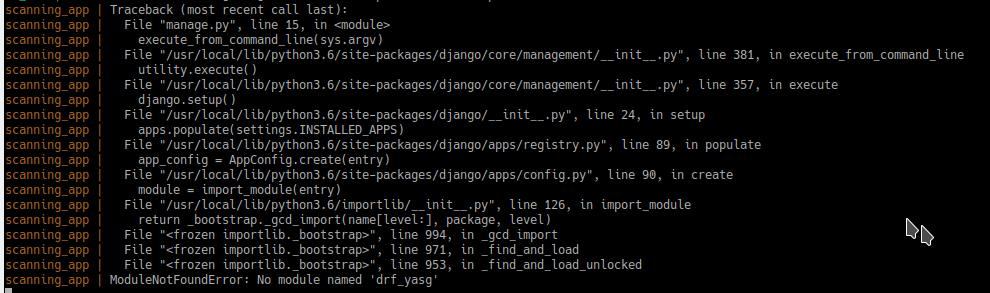 scanning_app | Traceback (most recent call last):
scanning_app |   File "manage.py", line 15, in <module>
scanning_app |     execute_from_command_line(sys.argv)
scanning_app |   File "/usr/local/lib/python3.6/site-packages/django/core/management/__init__.py", line 381, in execute_from_command_line
scanning_app |     utility.execute()
scanning_app |   File "/usr/local/lib/python3.6/site-packages/django/core/management/__init__.py", line 357, in execute
scanning_app |     django.setup()
scanning_app |   File "/usr/local/lib/python3.6/site-packages/django/__init__.py", line 24, in setup
scanning_app |     apps.populate(settings.INSTALLED_APPS)
scanning_app |   File "/usr/local/lib/python3.6/site-packages/django/apps/registry.py", line 89, in populate
scanning_app |     app_config = AppConfig.create(entry)
scanning_app |   File "/usr/local/lib/python3.6/site-packages/django/apps/config.py", line 90, in create
scanning_app |     module = import_module(entry)
scanning_app |   File "/usr/local/lib/python3.6/importlib/__init__.py", line 126, in import_module
scanning_app |     return _bootstrap._gcd_import(name[level:], package, level)
scanning_app |   File "<frozen importlib._bootstrap>", line 994, in _gcd_import
scanning_app |   File "<frozen importlib._bootstrap>", line 971, in _find_and_load
scanning_app |   File "<frozen importlib._bootstrap>", line 953, in _find_and_load_unlocked
scanning_app | ModuleNotFoundError: No module named 'drf_yasg'